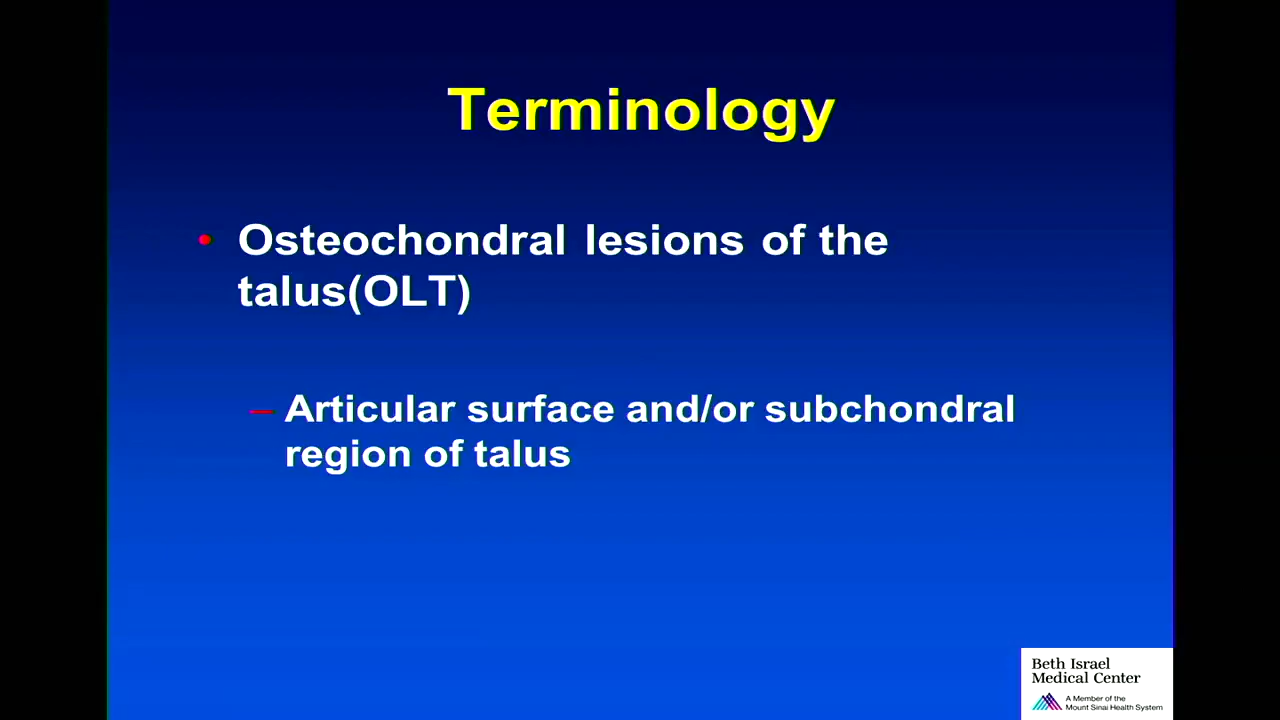 Terminology
• Osteochondral lesions of the
talus(OLT)
– Articular surface and/or subchondral
region of talus
Beth Israel
Medical Center
A Member of the
Mount Sinai Health System